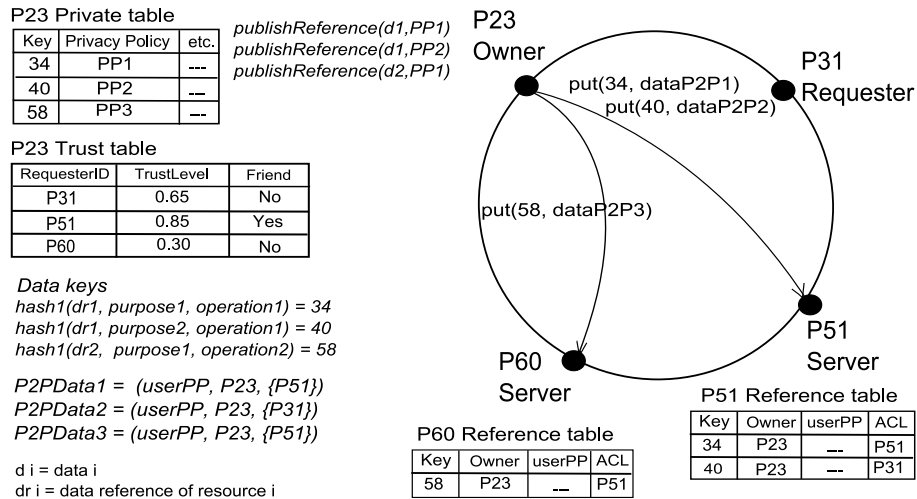 P23 Private table
Key Privacy Policy etc.
34 PP1 ---
40 PP2 ---
58 PP3 ---
publishReference(d1,PP1)
publishReference(d1,PP2)
publishReference(d2,PP1)
P23 Trust table
RequesterID TrustLevel Friend
P31 0.65 No
P51 0.85 Yes
P60 0.30 No
Data keys
hash1(dr1, purpose1, operation1) = 34
hash1(dr1, purpose2, operation1) = 40
hash1(dr2, purpose1, operation2) = 58
P2PData1 = (userPP, P23, {P51})
P2PData2 = (userPP, P23, {P31})
P2PData3 = (userPP, P23, {P51})
d i = data i
dr i = data reference of resource i
P23
Owner
P31
Requester
put(34, dataP2P1)
put(40, dataP2P2)
put(58, dataP2P3)
P51
Server
P60
Server
P60 Reference table
Key Owner userPP ACL
58 P23 --- P51
P51 Reference table
Key Owner userPP ACL
34 P23 --- P51
40 P23 --- P31